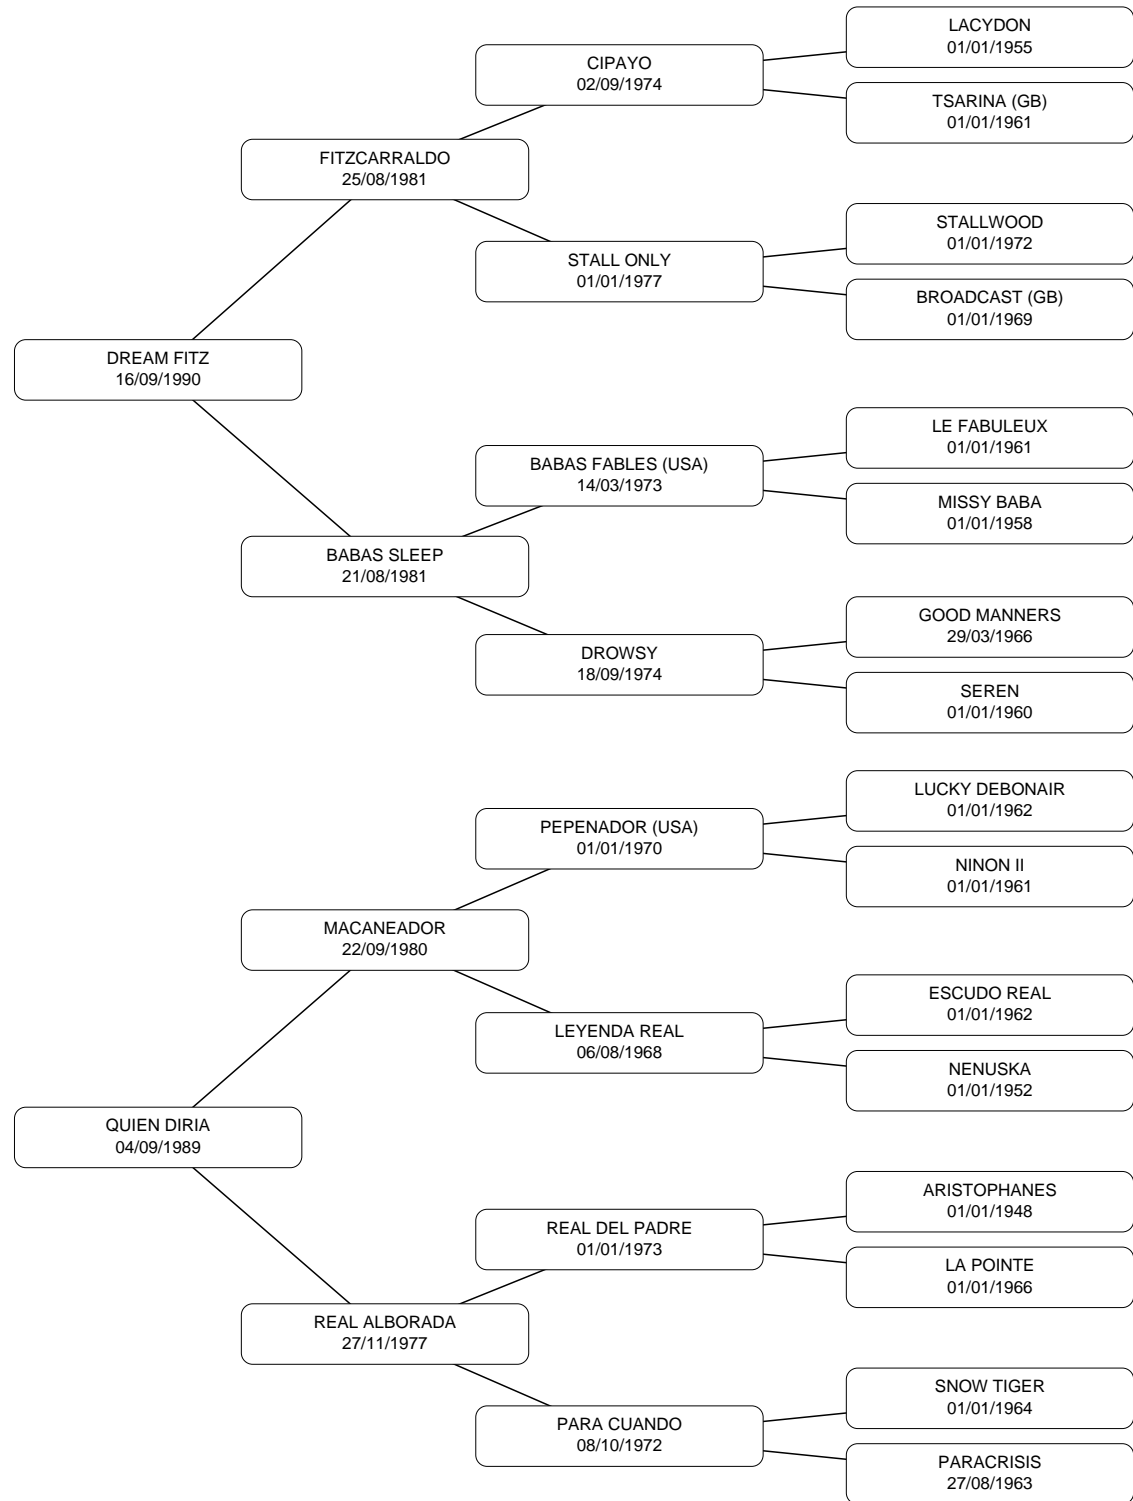 LACYDON
01/01/1955
CIPAYO
02/09/1974
TSARINA (GB)
01/01/1961
FITZCARRALDO
25/08/1981
STALLWOOD
01/01/1972
STALL ONLY
01/01/1977
BROADCAST (GB)
01/01/1969
DREAM FITZ
16/09/1990
LE FABULEUX
01/01/1961
BABAS FABLES (USA)
14/03/1973
MISSY BABA
01/01/1958
BABAS SLEEP
21/08/1981
GOOD MANNERS
29/03/1966
DROWSY
18/09/1974
SEREN
01/01/1960
LUCKY DEBONAIR
01/01/1962
PEPENADOR (USA)
01/01/1970
NINON II
01/01/1961
MACANEADOR
22/09/1980
ESCUDO REAL
01/01/1962
LEYENDA REAL
06/08/1968
NENUSKA
01/01/1952
QUIEN DIRIA
04/09/1989
ARISTOPHANES
01/01/1948
REAL DEL PADRE
01/01/1973
LA POINTE
01/01/1966
REAL ALBORADA
27/11/1977
SNOW TIGER
01/01/1964
PARA CUANDO
08/10/1972
PARACRISIS
27/08/1963